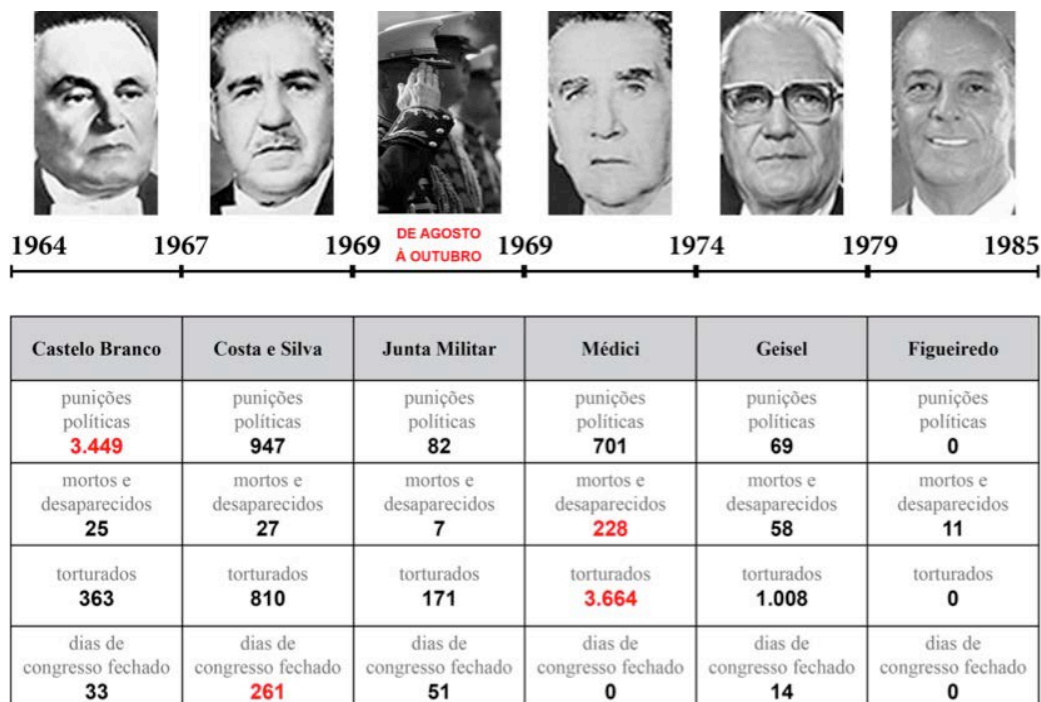 1964 1967 1969 DE AGOSTO 1969 1974 1979 1985
À OUTUBRO
Castelo Branco Costa e Silva Junta Militar Médici Geisel Figueiredo
punições punições punições punições punições punições
políticas políticas políticas políticas políticas políticas
3.449 947 82 701 69 0
mortos e mortos e mortos e mortos e mortos e mortos e
desaparecidos desaparecidos desaparecidos desaparecidos desaparecidos desaparecidos
25 27 7 228 58 11
torturados torturados torturados torturados torturados torturados
363 810 171 3.664 1.008 0
dias de dias de dias de dias de dias de dias de
congresso fechado congresso fechado congresso fechado congresso fechado congresso fechado congresso fechado
33 261 51 0 14 0